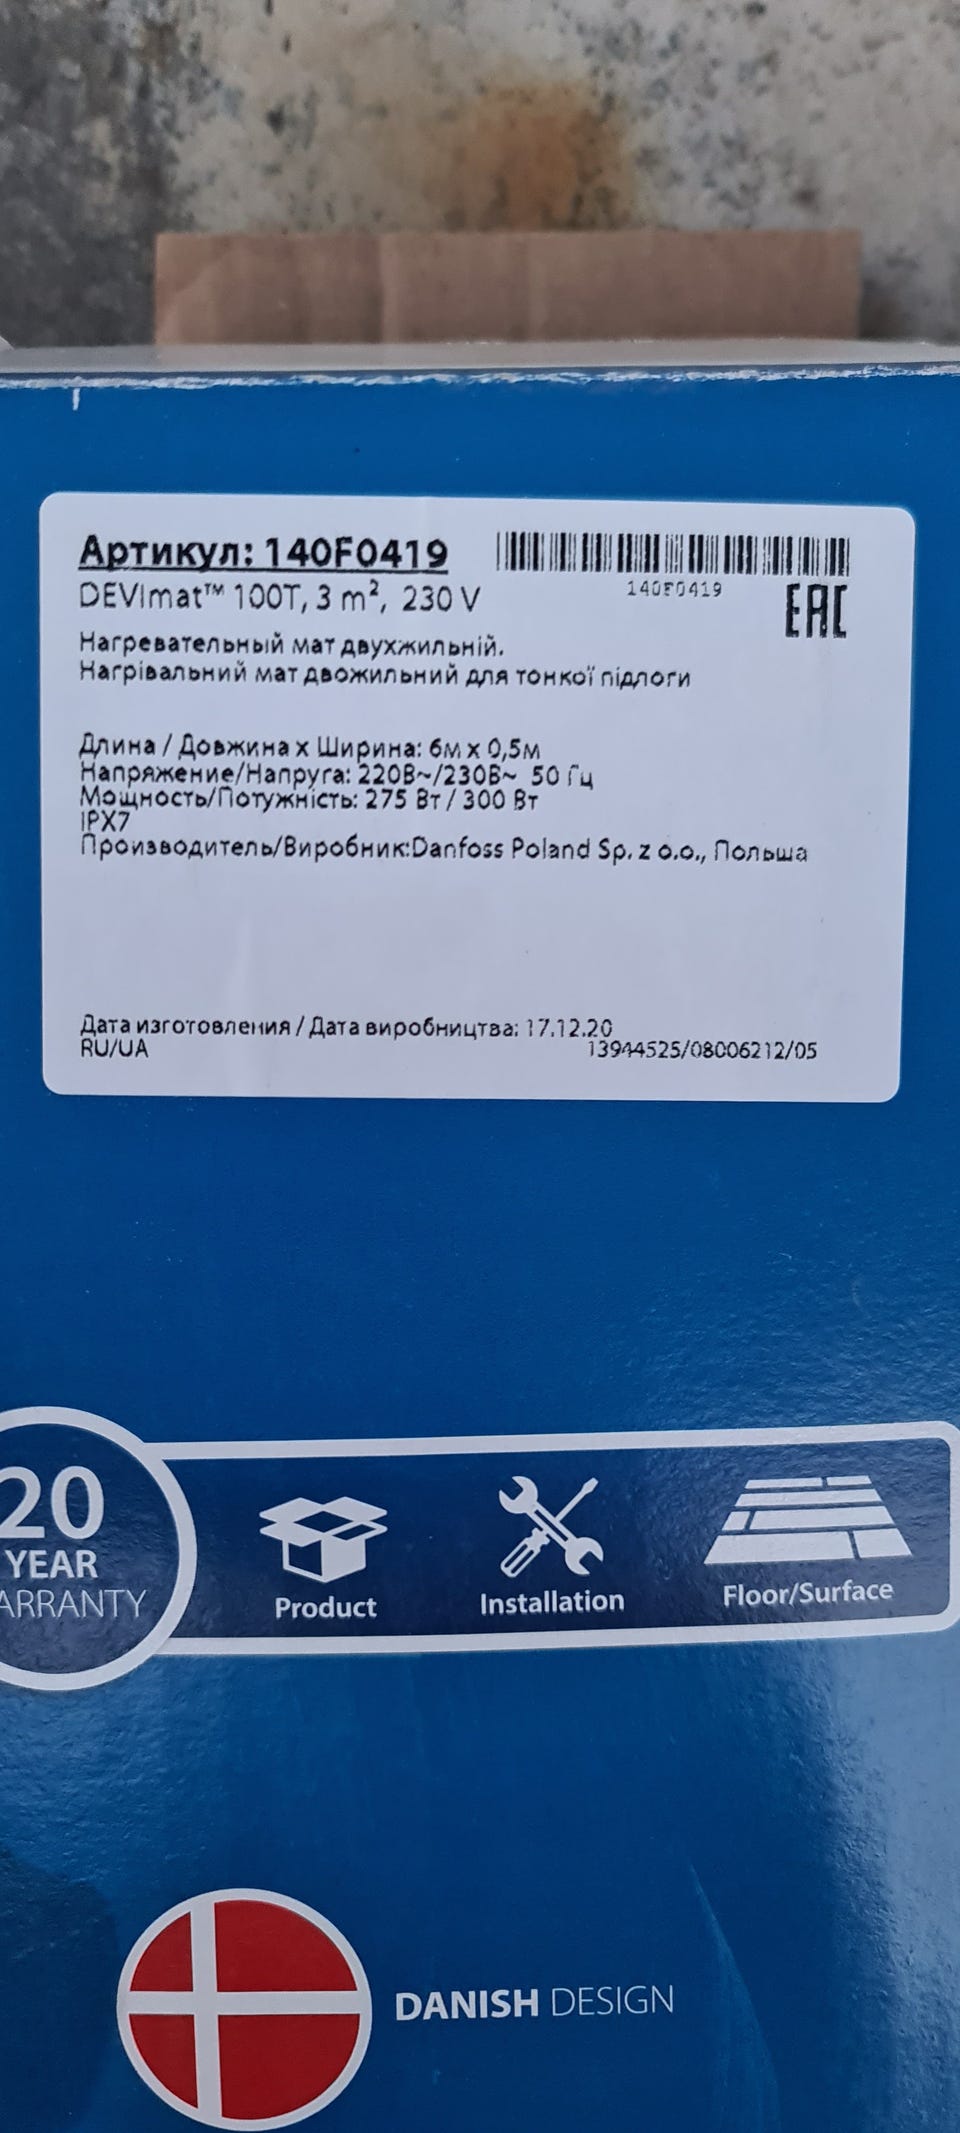 Артикул: 140F0419
140F0419
DEVImat™ 100T, 3 m², 230 V
EAC
Нагревательный мат двухжильній.
Нагрівальний мат двожильний для тонкої підлоги
Длина / Довжина x Ширина: 6м x 0,5м
Напряжение/Напруга: 220В~/230В~ 50 Гц
Мощность/Потужність: 275 Вт / 300 Вт
IPX7
Производитель/Виробник:Danfoss Poland Sp. z o.o., Польша
Дата изготовления / Дата виробництва: 17.12.20
RU/UA 13944525/08006212/05
20
YEAR
ARRANTY
Product
Installation
Floor/Surface
DANISH DESIGN